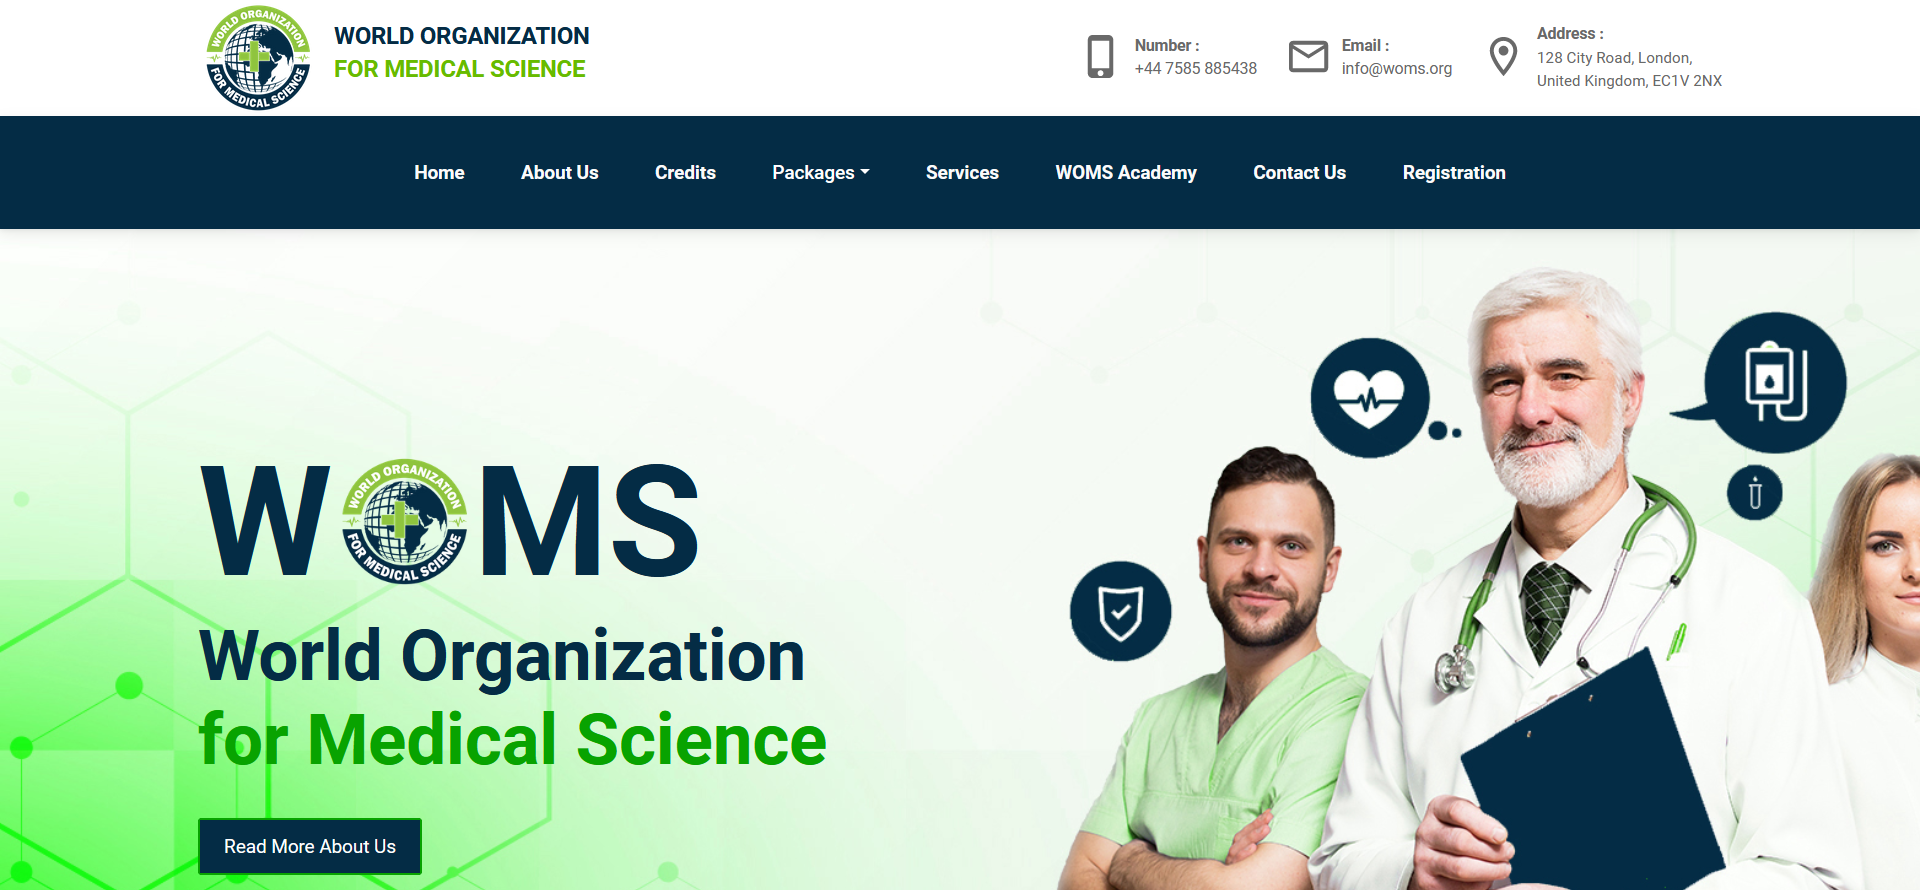 WORLD ORGANIZATION
FOR MEDICAL SCIENCE
WORLD ORGANIZATION
FOR MEDICAL SCIENCE
Number :
+44 7585 885438
Email :
info@woms.org
Address :
128 City Road, London,
United Kingdom, EC1V 2NX
Home
About Us
Credits
Packages
Services
WOMS Academy
Contact Us
Registration
W MS
WORLD ORGANIZATION
FOR MEDICAL SCIENCE
World Organization
for Medical Science
Read More About Us